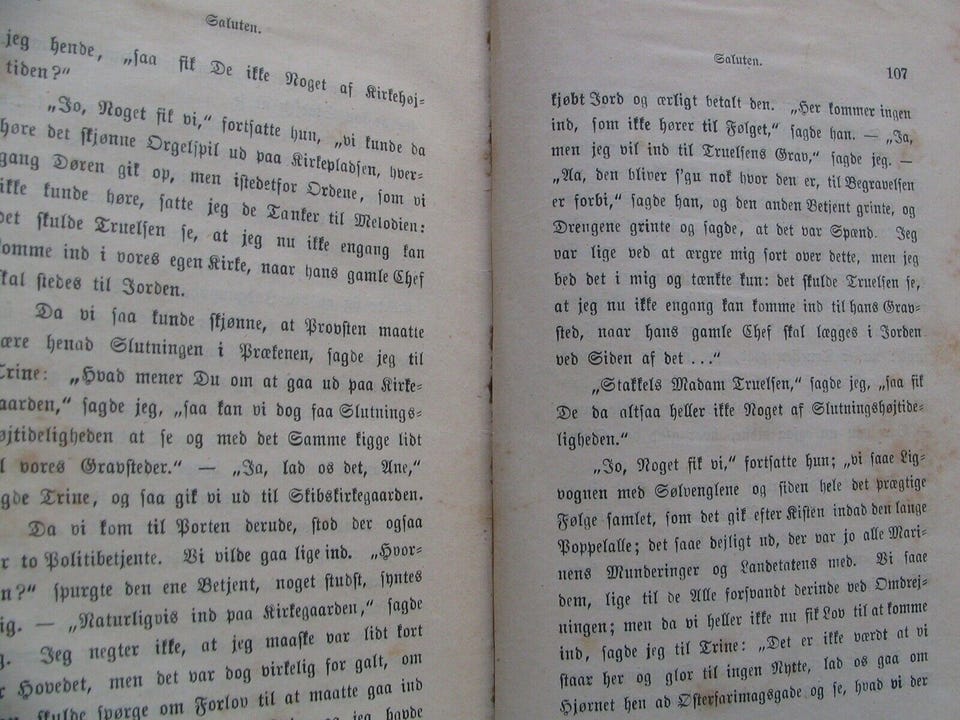 Saluten.
jeg hende, „saa fik De ikke Noget af Kirkehøj-
tiden?"
„Jo, Noget fik vi," fortsatte hun, „vi kunde da
høre det skjønne Orgelspil ud paa Kirkepladsen, hver-
gang Døren gik op, men istedetfor Ordene, som vi
ikke kunde høre, satte jeg de Tanker til Melodien:
det skulde Truelsen se, at jeg nu ikke engang kan
komme ind i vores egen Kirke, naar hans gamle Chef
skal stedes til Jorden.
Da vi saa kunde skjønne, at Provsten maatte
være henad Slutningen i Prækenen, sagde jeg til
Trine: „Hvad mener Du om at gaa ud paa Kirke-
gaarden," sagde jeg, „saa kan vi dog faa Slutnings-
højtideligheden at se og med det Samme kigge lidt
til vores Gravsteder." — „Ja, lad os det, Ane,"
sagde Trine, og saa gik vi ud til Skibskirkegaarden.
Da vi kom til Porten derude, stod der ogsaa
to Politibetjente. Vi vilde gaa lige ind. „Hvor-
hen?" spurgte den ene Betjent, noget studst, syntes
jeg. — „Naturligvis ind paa Kirkegaarden," sagde
jeg. Jeg negter ikke, at jeg maaske var lidt kort
for Hovedet, men det var dog virkelig for galt, om
skulde spørge om Forlov til at maatte gaa ind
og jeg havde
Saluten.
107
kjøbt Jord og ærligt betalt den. „Her kommer ingen
ind, som ikke hører til Følget," sagde han. — „Ja,
men jeg vil ind til Truelsens Grav," sagde jeg. —
„Aa, den bliver s'gu nok hvor den er, til Begravelsen
er forbi," sagde han, og den anden Betjent grinte, og
Drengene grinte og sagde, at det var Spænd. Jeg
var lige ved at ærgre mig sort over dette, men jeg
bed det i mig og tænkte kun: det skulde Truelsen se,
at jeg nu ikke engang kan komme ind til hans Grav-
sted, naar hans gamle Chef skal lægges i Jorden
ved Siden af det . . ."
„Stakkels Madam Truelsen," sagde jeg, „saa fik
De da altsaa heller ikke Noget af Slutningshøjtide-
ligheden."
„Jo, Noget fik vi," fortsatte hun; „vi saae Lig-
vognen med Sølvenglene og siden hele det prægtige
Følge samlet, som det gik efter Kisten indad den lange
Poppelalle; det saae dejligt ud, der var jo alle Mari-
nens Munderinger og Landetatens med. Vi saae
dem, lige til de Alle forsvandt derinde ved Omdrej-
ningen; men da vi heller ikke nu fik Lov til at komme
ind, sagde jeg til Trine: „Det er ikke værdt at vi
staar her og glor til ingen Nytte, lad os gaa om
Hjørnet hen ad Østerfarimagsgade og se, hvad vi der